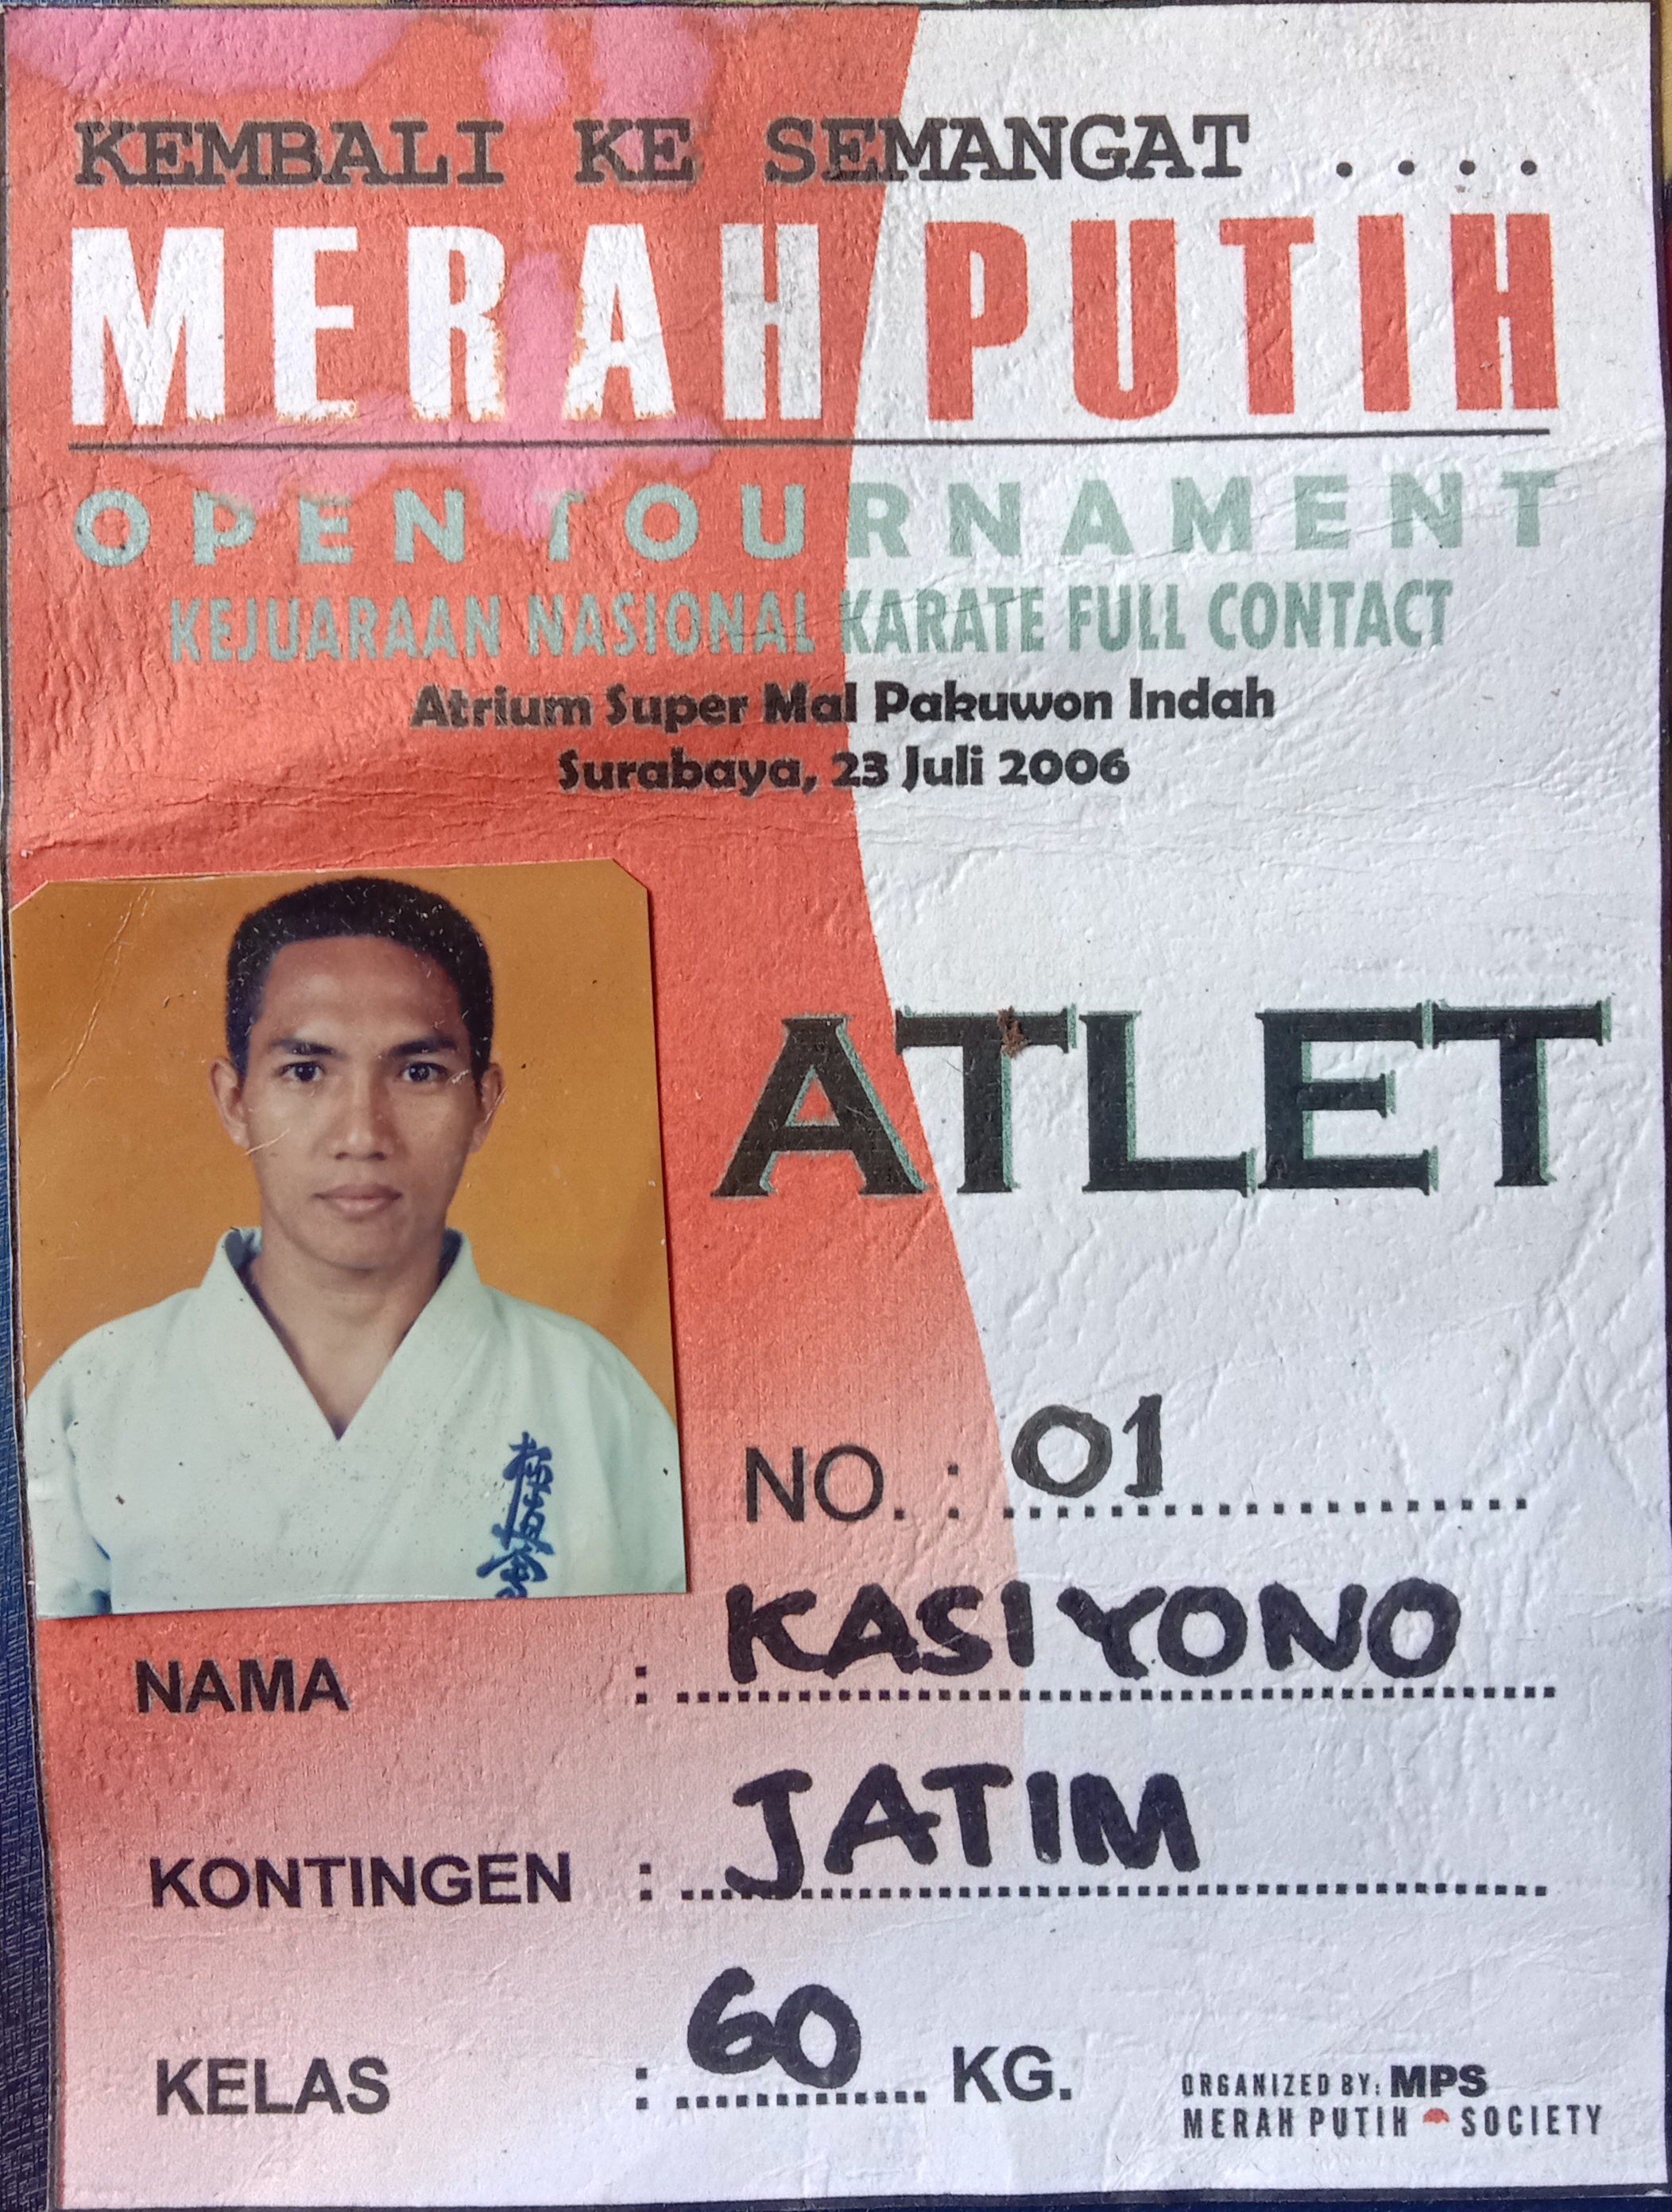 KEMBALI KE SEMANGAT ....
MERAH PUTIH
OPEN TOURNAMENT
KEJUARAAN NASIONAL KARATE FULL CONTACT
Atrium Super Mal Pakuwon Indah
Surabaya, 23 Juli 2006
ATLET
NO. : 01
NAMA : KASIYONO
KONTINGEN : JATIM
KELAS : 60 KG.
ORGANIZED BY: MPS
MERAH PUTIH SOCIETY